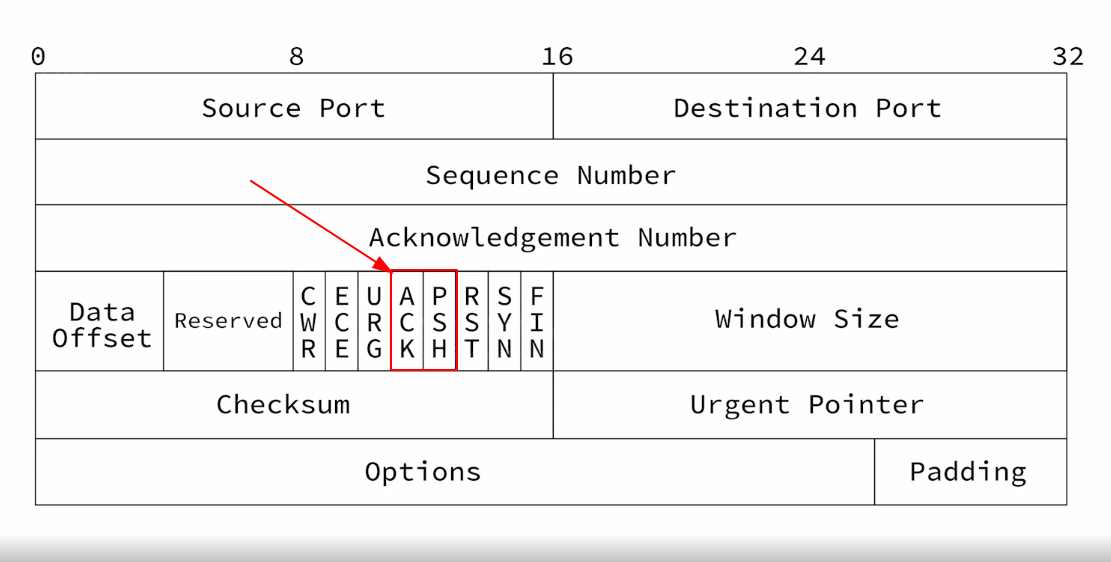 0 8 16 24 32
Source Port Destination Port
Sequence Number
Acknowledgement Number
Data Offset Reserved CWR ECE URG ACK PSH RST SYN FIN Window Size
Checksum Urgent Pointer
Options Padding